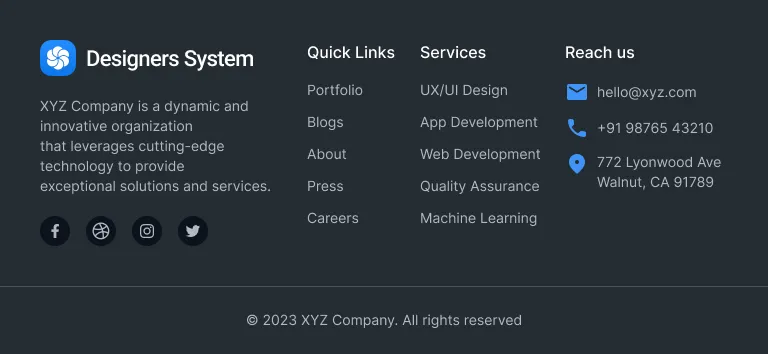 Designers System
XYZ Company is a dynamic and
innovative organization
that leverages cutting-edge
technology to provide
exceptional solutions and services.
Quick Links
Portfolio
Blogs
About
Press
Careers
Services
UX/UI Design
App Development
Web Development
Quality Assurance
Machine Learning
Reach us
hello@xyz.com
+91 98765 43210
772 Lyonwood Ave
Walnut, CA 91789
© 2023 XYZ Company. All rights reserved